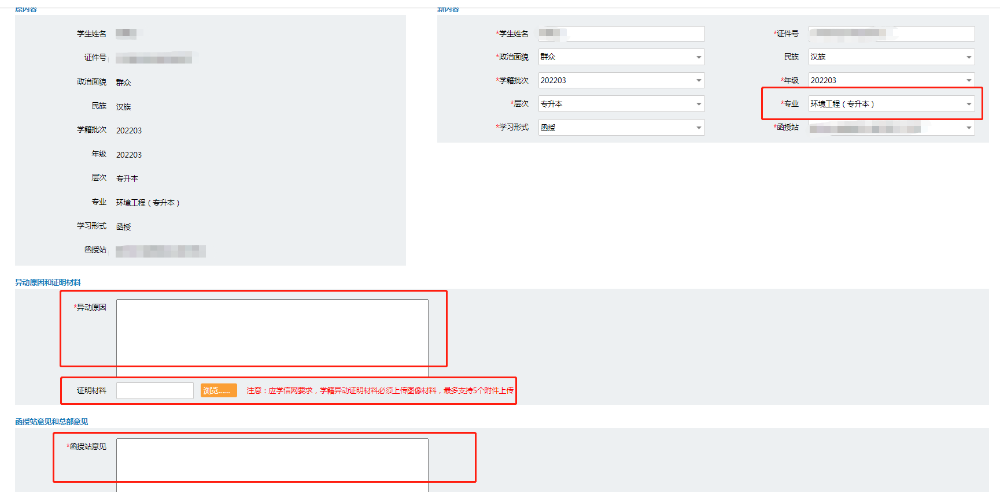 原内容
学生姓名
证件号
政治面貌 群众
民族 汉族
学籍批次 202203
年级 202203
层次 专升本
专业 环境工程（专升本）
学习形式 函授
函授站
新内容
*学生姓名 *证件号
*政治面貌 群众 民族 汉族
*学籍批次 202203 *年级 202203
*层次 专升本 *专业 环境工程（专升本）
*学习形式 函授 *函授站
异动原因和证明材料
*异动原因
证明材料 浏览...... 注意：应学信网要求，学籍异动证明材料必须上传图像材料，最多支持5个附件上传
函授站意见和总部意见
*函授站意见